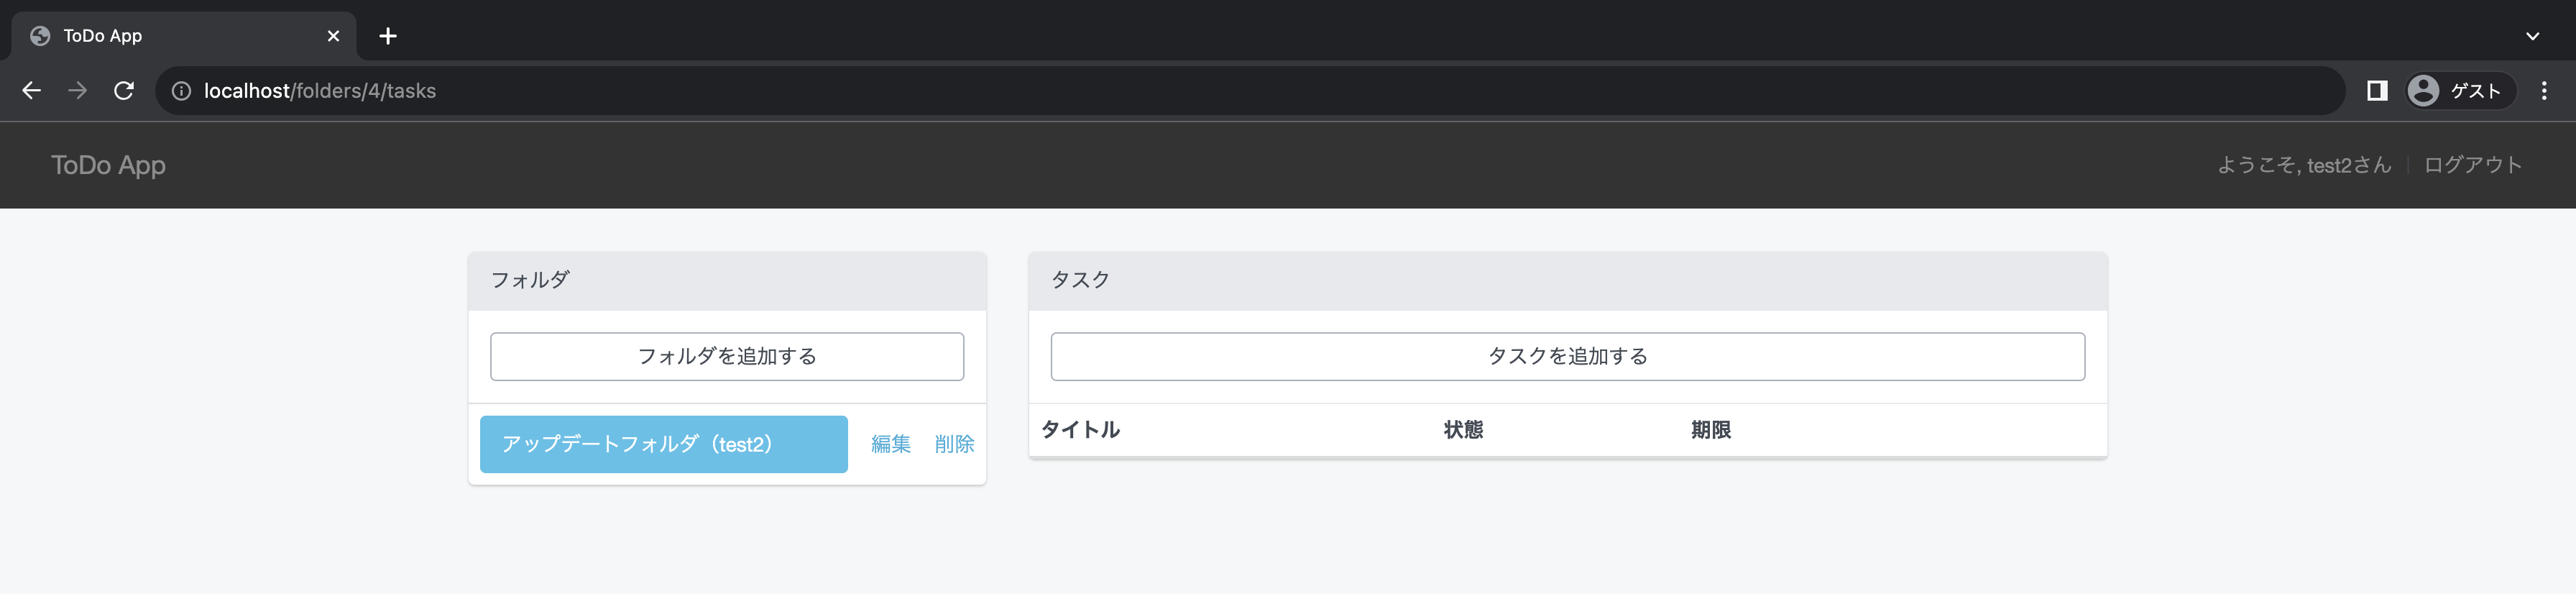 ToDo App
localhost/folders/4/tasks
ゲスト
ToDo App
ようこそ, test2さん
ログアウト
フォルダ
フォルダを追加する
アップデートフォルダ（test2）
編集 削除
タスク
タスクを追加する
タイトル 状態 期限